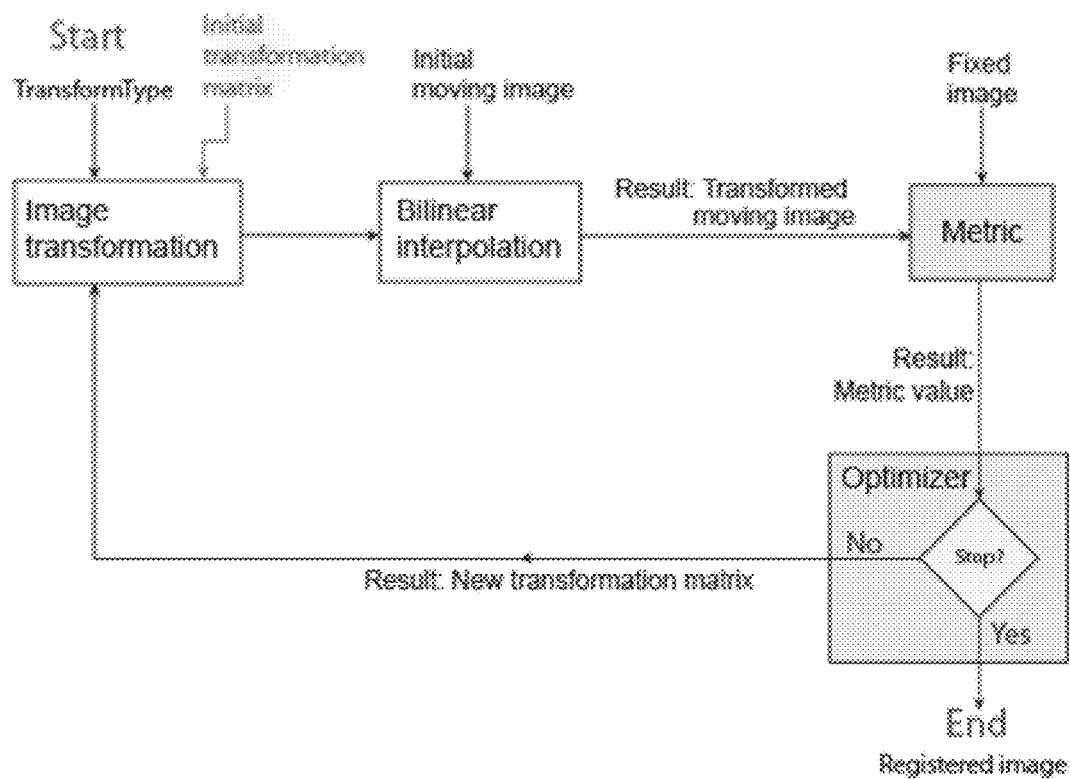 Start
TransformType
Initial
transformation
matrix
Initial
moving image
Fixed
image
Image
transformation
Bilinear
interpolation
Result: Transformed
moving image
Metric
Result:
Metric value
Optimizer
No
Stop?
Result: New transformation matrix
Yes
End
Registered image